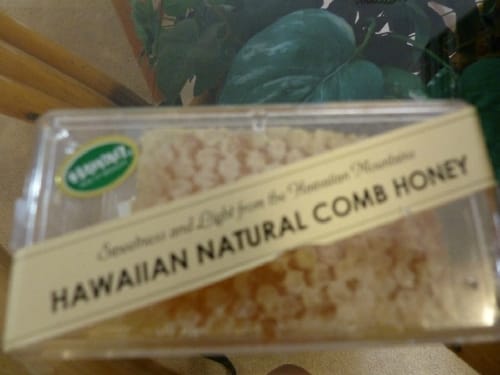 Sweetness and Light from the Hawaiian Mountains
HAWAIIAN NATURAL COMB HONEY